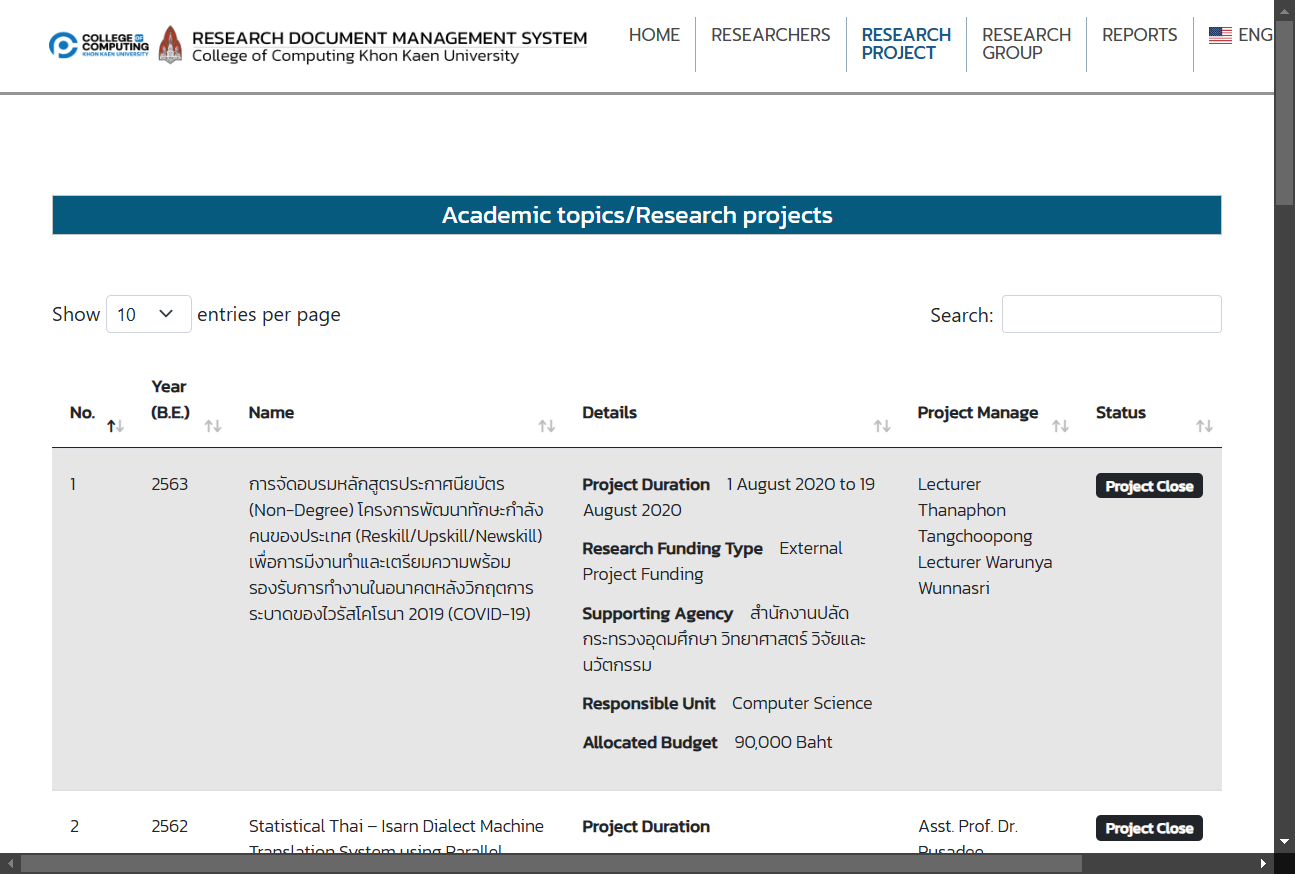 COLLEGE OF
COMPUTING
KHON KAEN UNIVERSITY
RESEARCH DOCUMENT MANAGEMENT SYSTEM
College of Computing Khon Kaen University
HOME
RESEARCHERS
RESEARCH
PROJECT
RESEARCH
GROUP
REPORTS
ENG
Academic topics/Research projects
Show 10 entries per page
Search:
No.
Year
(B.E.)
Name
Details
Project Manage
Status
1
2563
การจัดอบรมหลักสูตรประกาศนียบัตร
(Non-Degree) โครงการพัฒนาทักษะกำลัง
คนของประเทศ (Reskill/Upskill/Newskill)
เพื่อการมีงานทำและเตรียมความพร้อม
รองรับการทำงานในอนาคตหลังวิกฤตการ
ระบาดของไวรัสโคโรนา 2019 (COVID-19)
Project Duration 1 August 2020 to 19
August 2020
Research Funding Type External
Project Funding
Supporting Agency สำนักงานปลัด
กระทรวงอุดมศึกษา วิทยาศาสตร์ วิจัยและ
นวัตกรรม
Responsible Unit Computer Science
Allocated Budget 90,000 Baht
Lecturer
Thanaphon
Tangchoopong
Lecturer Warunya
Wunnasri
Project Close
2
2562
Statistical Thai – Isarn Dialect Machine
Translation System using Parallel
Project Duration
Asst. Prof. Dr.
Pusadee
Project Close